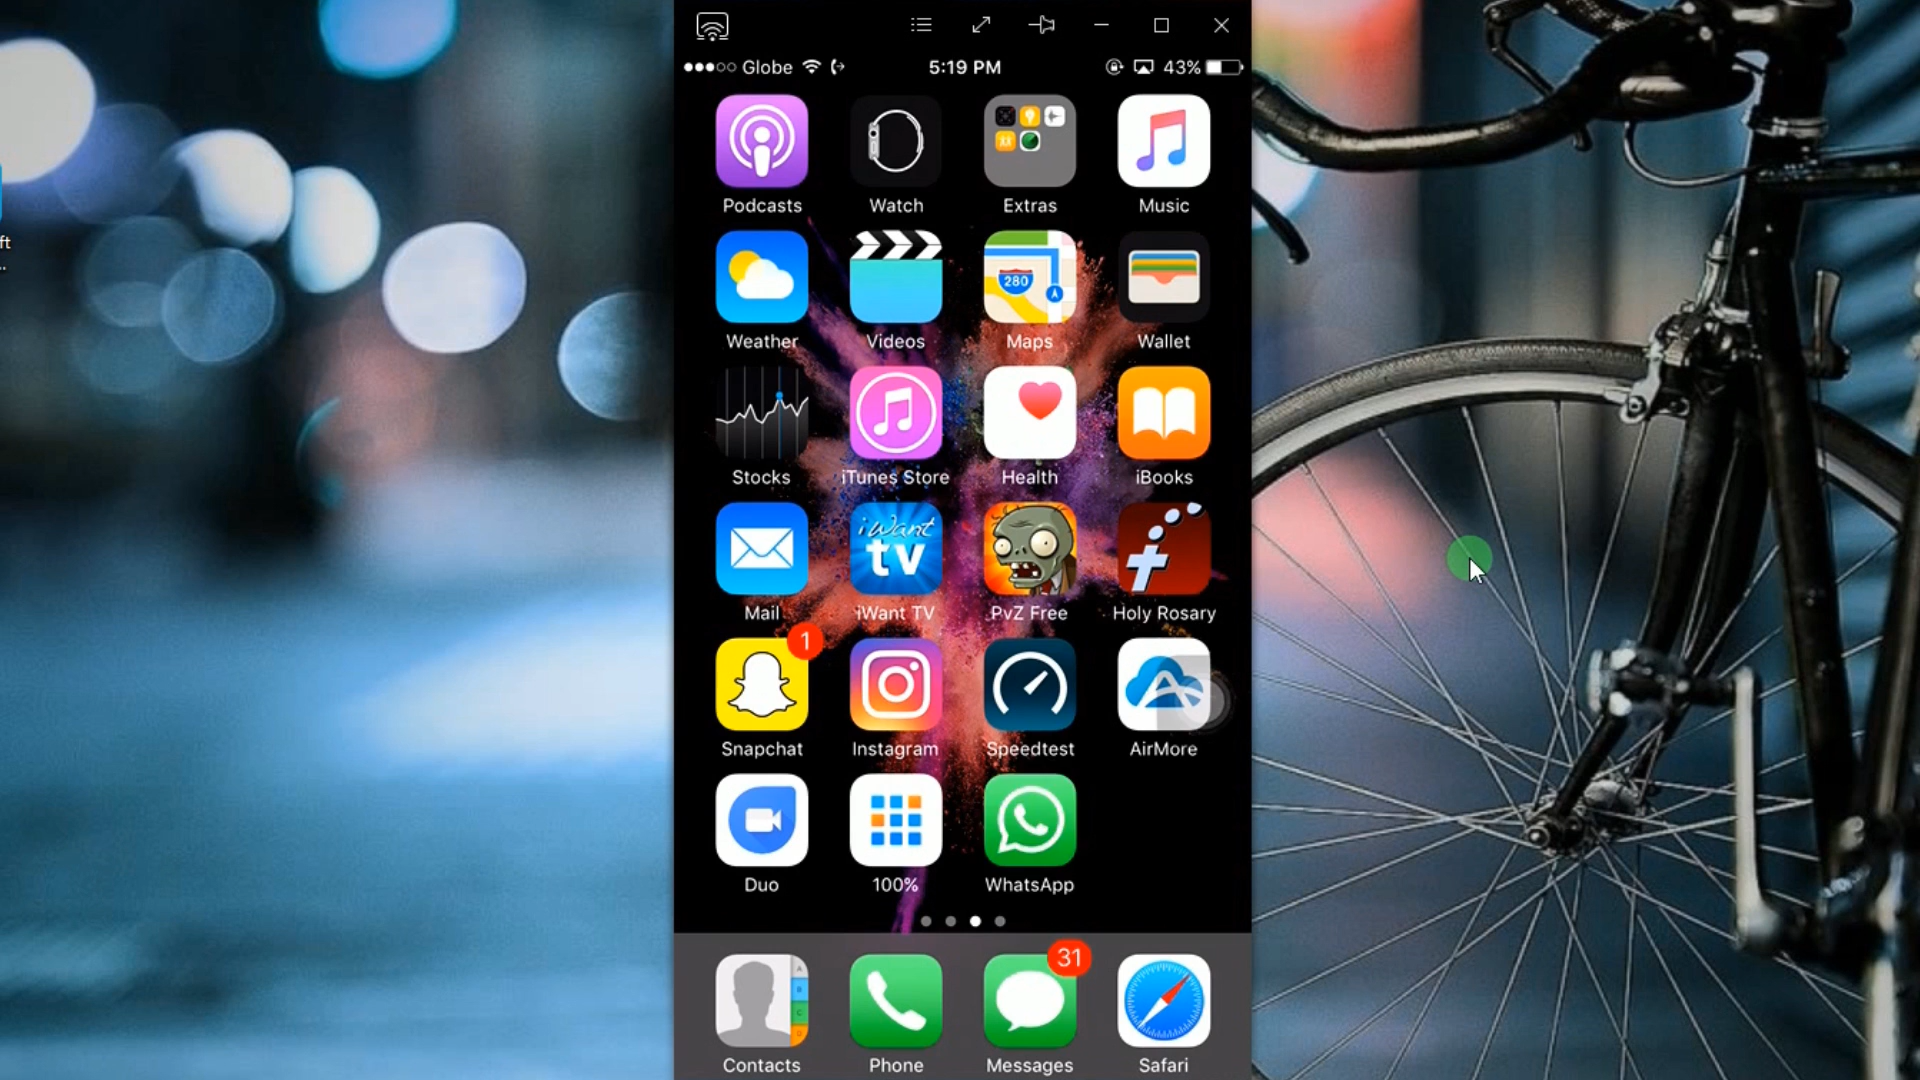 Globe 5:19 PM 43%
Podcasts Watch Extras Music
280
Weather Videos Maps Wallet
Stocks iTunes Store Health iBooks
iWant
tv
Mail iWant TV PvZ Free Holy Rosary
1
Snapchat Instagram Speedtest AirMore
Duo 100% WhatsApp
31
Contacts Phone Messages Safari
ft
...